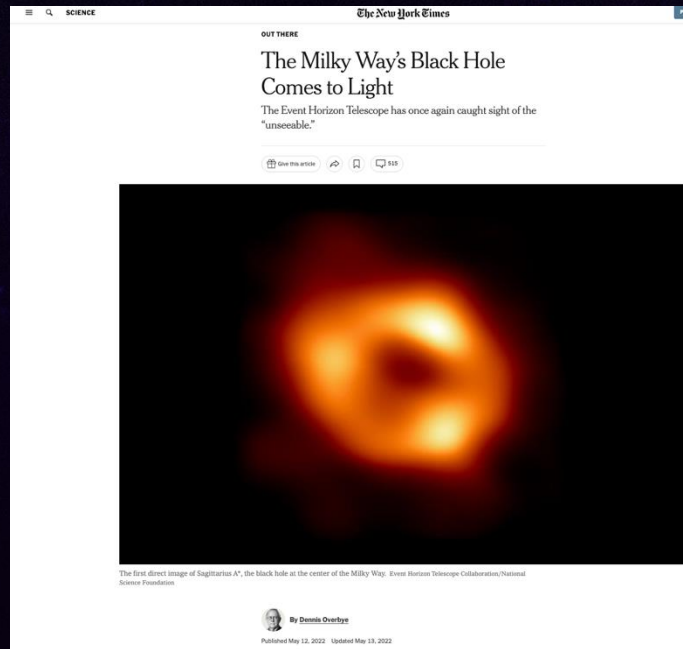 SCIENCE
The New York Times
OUT THERE
The Milky Way's Black Hole
Comes to Light
The Event Horizon Telescope has once again caught sight of the
“unseeable.”
Give this article
515
The first direct image of Sagittarius A*, the black hole at the center of the Milky Way. Event Horizon Telescope Collaboration/National
Science Foundation
By Dennis Overbye
Published May 12, 2022 Updated May 13, 2022